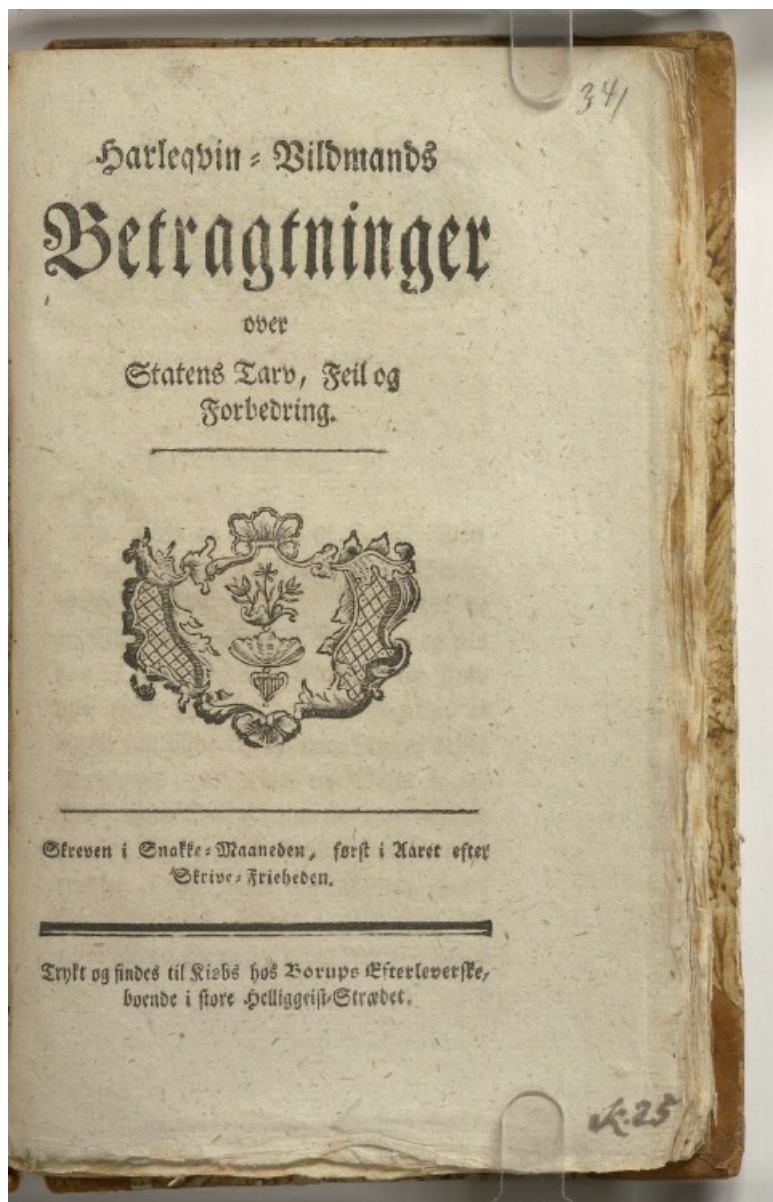 341
Harleqvin-Vildmands
Betragtninger
over
Statens Tarv, Feil og
Forbedring.
Skreven i Snakke-Maaneden, først i Aaret efter
Skrive-Frieheden.
Trykt og findes til Kiøbs hos Borups Efterleverske,
boende i store Helliggeist-Strædet.